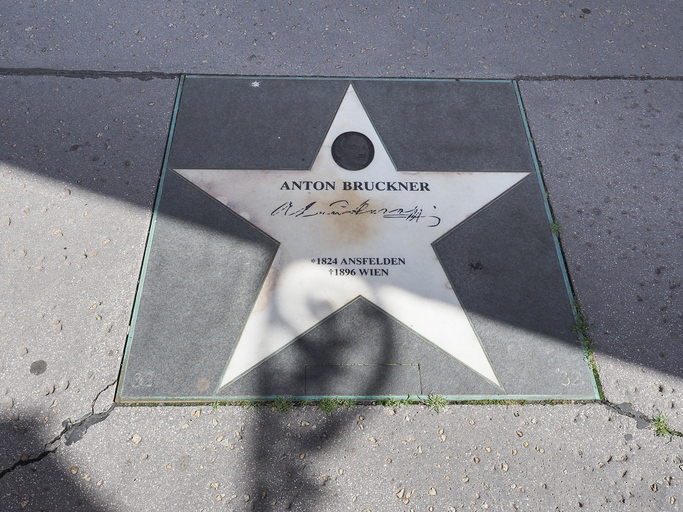 ANTON BRUCKNER
*1824 ANSFELDEN
†1896 WIEN